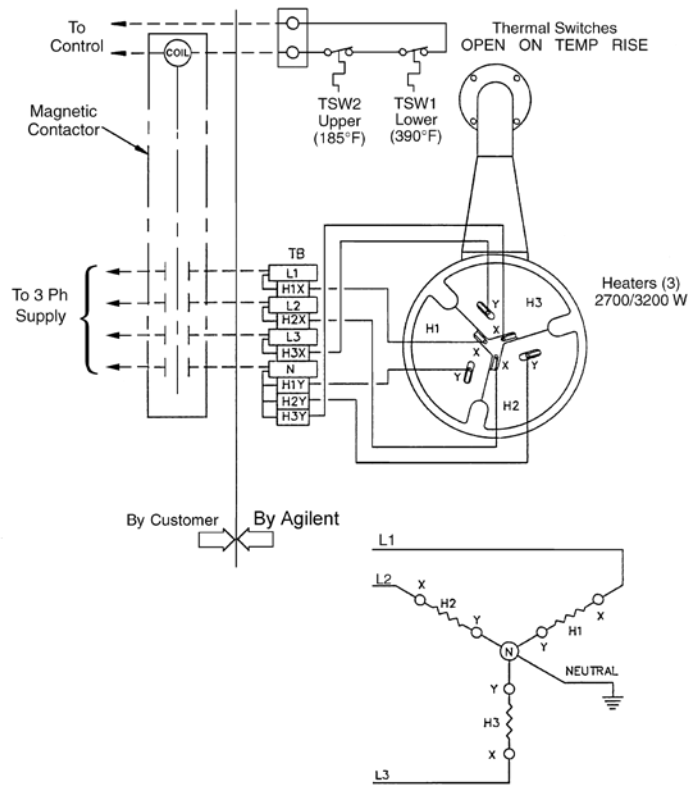 To
Control
COIL
Magnetic
Contactor
Thermal Switches
OPEN ON TEMP RISE
TSW2
Upper
(185°F)
TSW1
Lower
(390°F)
To 3 Ph
Supply
TB
L1
H1X
L2
H2X
L3
H3X
N
H1Y
H2Y
H3Y
Heaters (3)
2700/3200 W
Y
H3
H1
X
X
Y
X
Y
H2
By Customer
By Agilent
L1
L2
X
H2
Y
X
H1
Y
N
NEUTRAL
Y
H3
X
L3